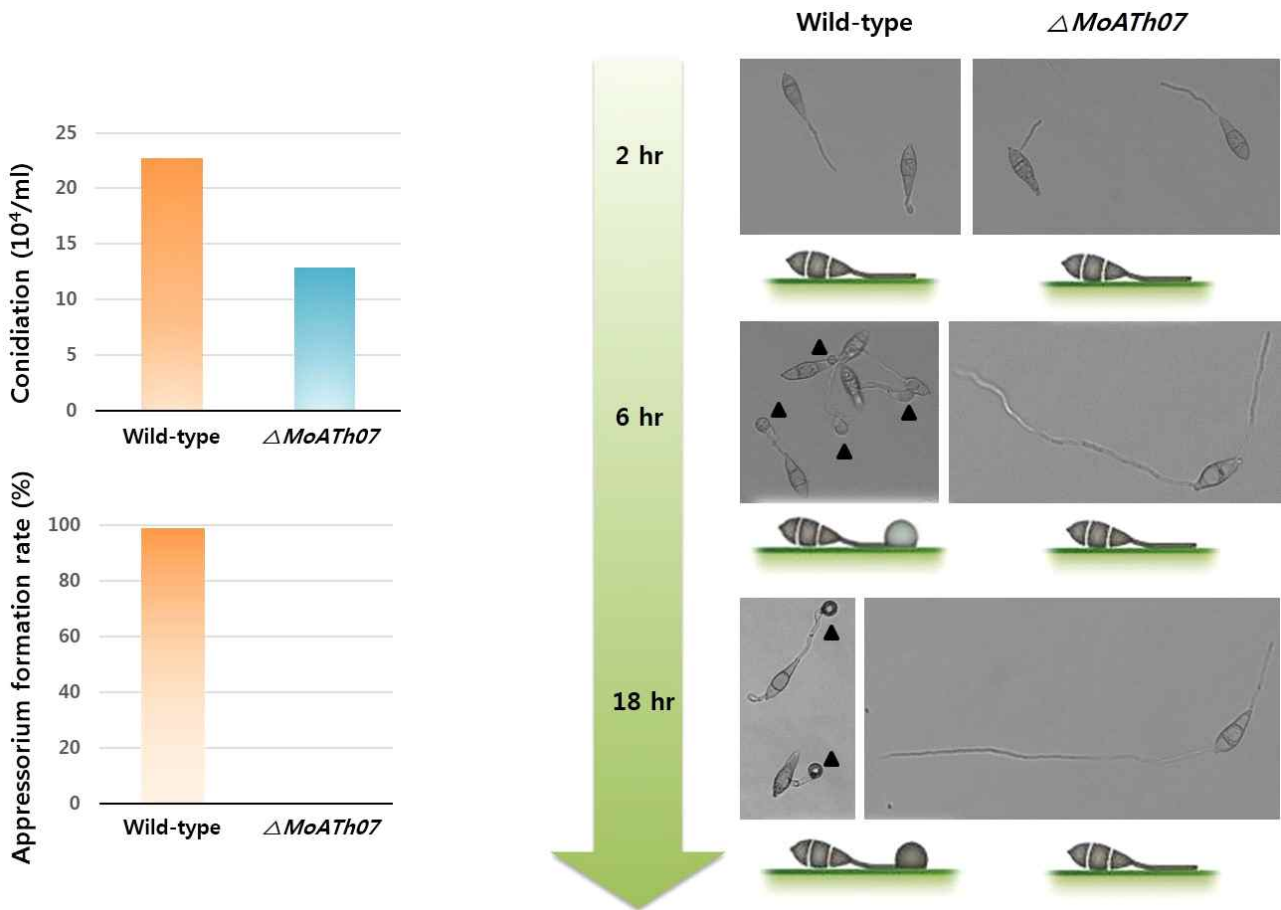 Wild-type
△MoATh07
Conidiation (10⁴/ml)
25
20
15
10
5
0
Wild-type
△MoATh07
Appressorium formation rate (%)
100
80
60
40
20
0
Wild-type
△MoATh07
2 hr
6 hr
18 hr